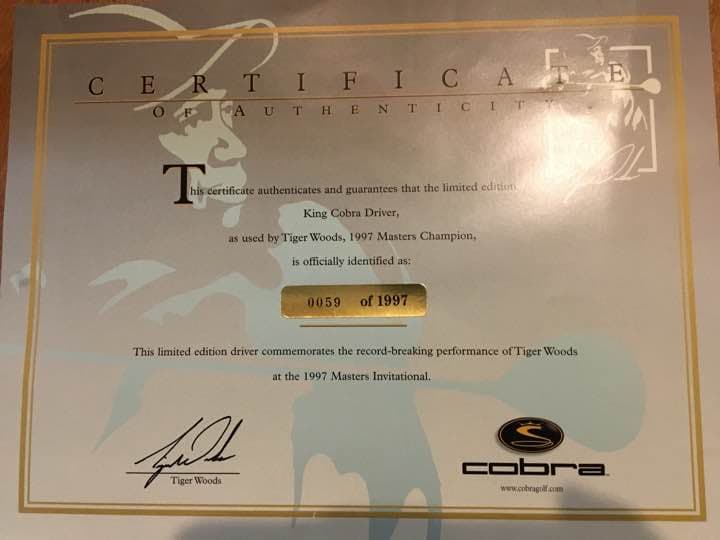 CERTIFICATE
OF AUTHENTICITY
This certificate authenticates and guarantees that the limited edition
King Cobra Driver,
as used by Tiger Woods, 1997 Masters Champion,
is officially identified as:
0059 of 1997
This limited edition driver commemorates the record-breaking performance of Tiger Woods
at the 1997 Masters Invitational.
Tiger Woods
cobra
www.cobragolf.com